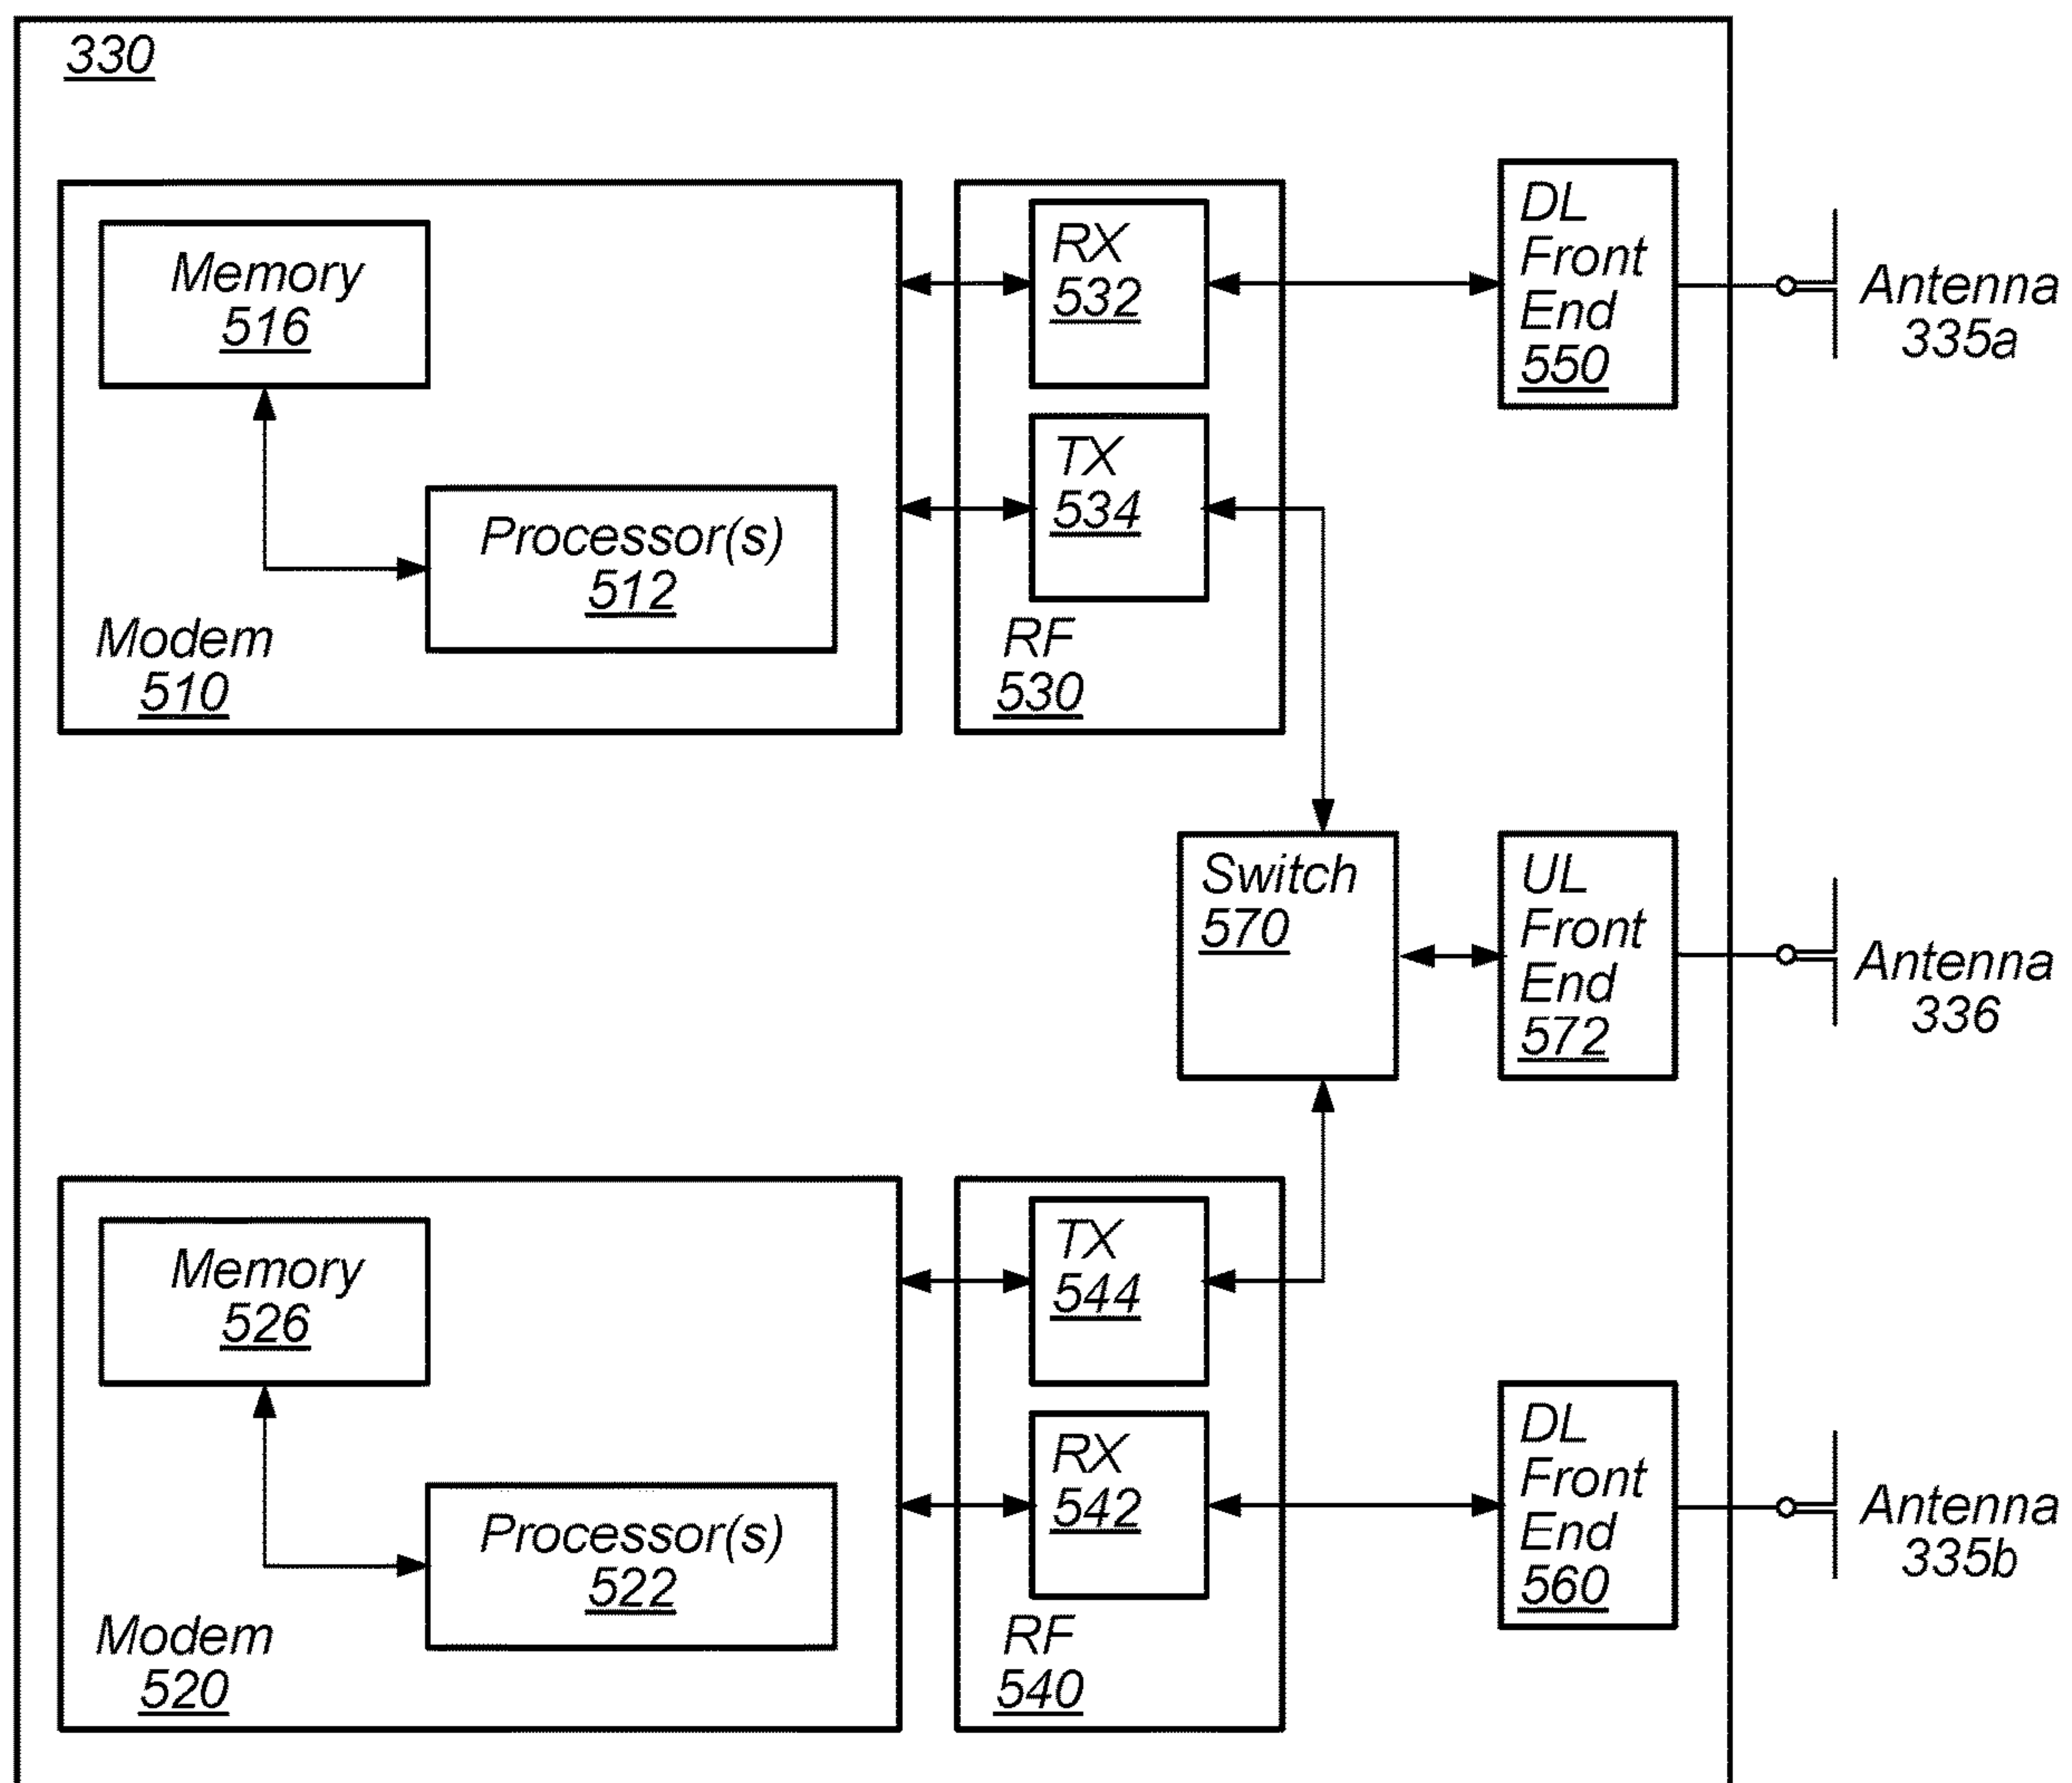 330
Memory
516
Processor(s)
512
Modem
510
RX
532
TX
534
RF
530
DL
Front
End
550
Antenna
335a
Switch
570
UL
Front
End
572
Antenna
336
Memory
526
Processor(s)
522
Modem
520
TX
544
RX
542
RF
540
DL
Front
End
560
Antenna
335b